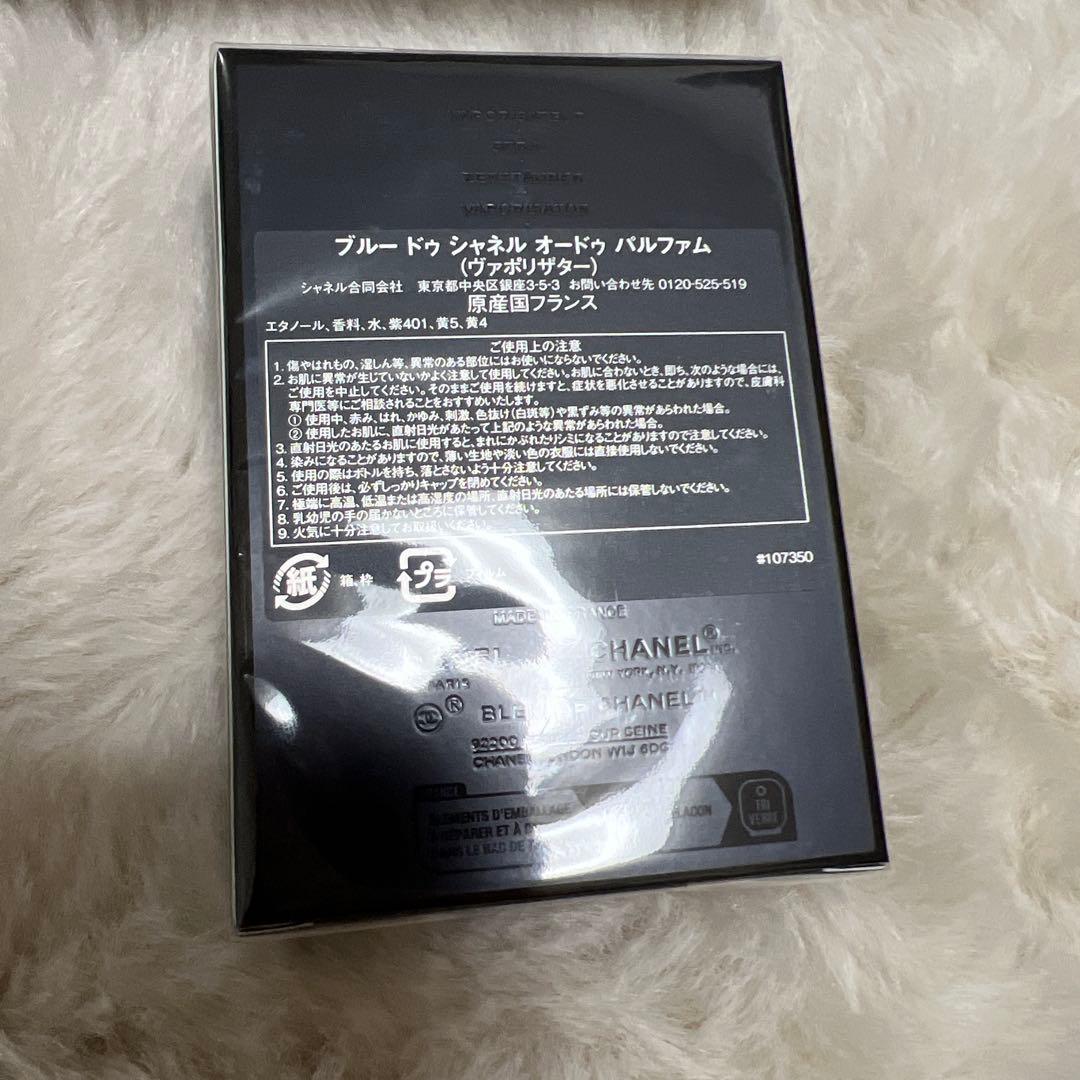 VAPORISATEUR
SPRAY
ZERSTÄUBER
VAPORISATOR
ブルー ドゥ シャネル オードゥ パルファム
(ヴァポリザター)
シャネル合同会社 東京都中央区銀座3-5-3 お問い合わせ先 0120-525-519
原産国フランス
エタノール、香料、水、紫401、黄5、黄4
ご使用上の注意
1. 傷やはれもの、湿しん等、異常のある部位にはお使いにならないでください。
2. お肌に異常が生じていないかよく注意して使用してください。お肌に合わないとき、即ち、次のような場合には、
ご使用を中止してください。そのままご使用を続けますと、症状を悪化させることがありますので、皮膚科
専門医等にご相談されることをおすすめいたします。
① 使用中、赤み、はれ、かゆみ、刺激、色抜け(白斑等)や黒ずみ等の異常があらわれた場合。
② 使用したお肌に、直射日光があたって上記のような異常があらわれた場合。
3. 直射日光のあたるお肌に使用すると、まれにかぶれたりシミになることがありますので注意してください。
4. 染みになることがありますので、薄い生地や淡い色の衣服には直接使用しないでください。
5. 使用の際はボトルを持ち、落とさないよう十分注意してください。
6. ご使用後は、必ずしっかりキャップを閉めてください。
7. 極端に高温、低温または高湿度の場所、直射日光のあたる場所には保管しないでください。
8. 乳幼児の手の届かないところに保管してください。
9. 火気に十分注意してお取扱いください。
紙 箱、枠 プラ フィルム
#107350
MADE FRANCE
CHANEL® INC.
NEW YORK, N.Y.
PARIS
® CHANEL
92200 SUR SEINE
CHANEL W1J 6DG
D'EMBALLAGE
ET À
LE BAC DE
TRI
VERRE